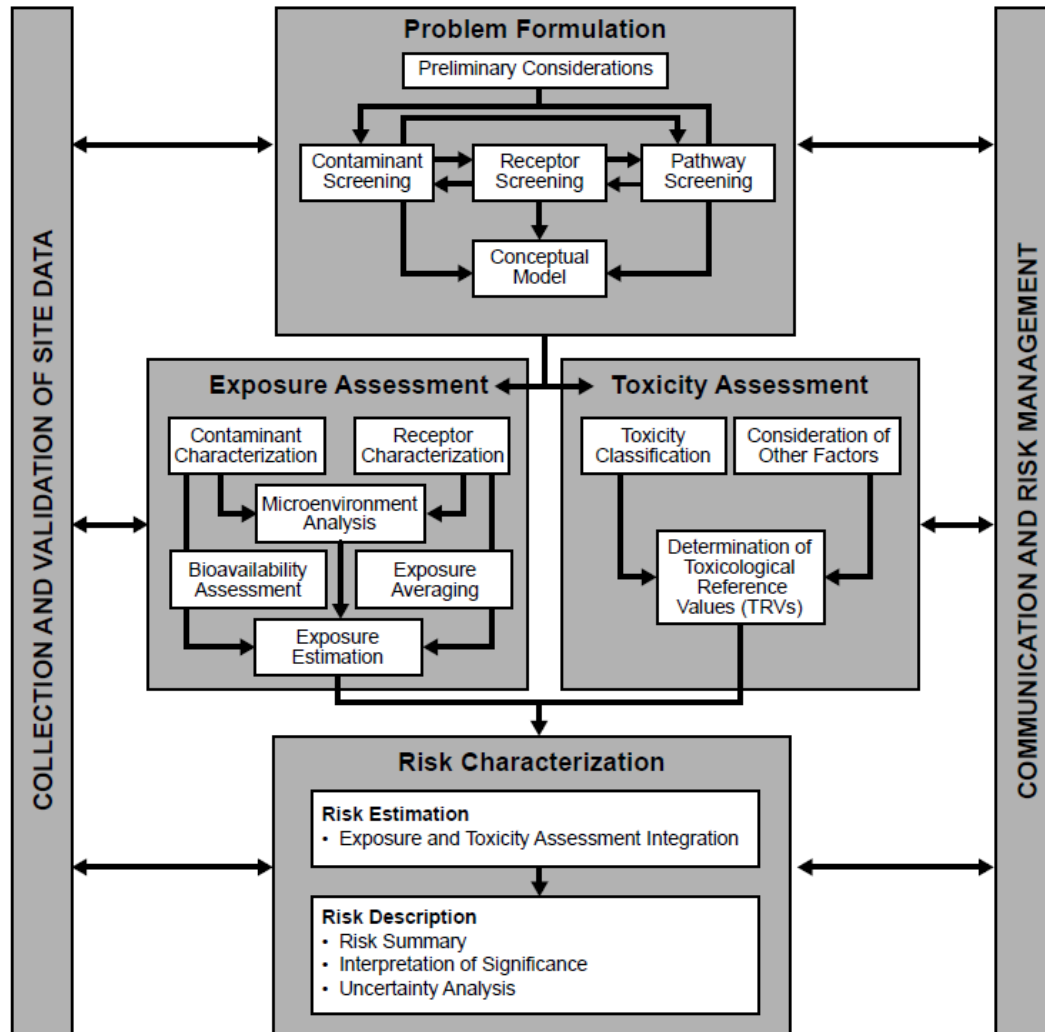 COLLECTION AND VALIDATION OF SITE DATA
Problem Formulation
Preliminary Considerations
Contaminant
Screening
Receptor
Screening
Pathway
Screening
Conceptual
Model
Exposure Assessment
Contaminant
Characterization
Receptor
Characterization
Microenvironment
Analysis
Bioavailability
Assessment
Exposure
Averaging
Exposure
Estimation
Toxicity Assessment
Toxicity
Classification
Consideration of
Other Factors
Determination of
Toxicological
Reference
Values (TRVs)
Risk Characterization
Risk Estimation
• Exposure and Toxicity Assessment Integration
Risk Description
• Risk Summary
• Interpretation of Significance
• Uncertainty Analysis
COMMUNICATION AND RISK MANAGEMENT